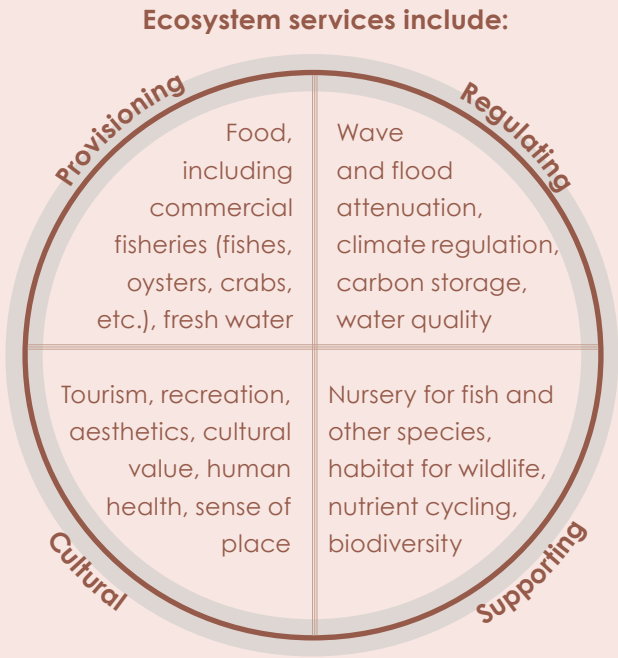 Ecosystem services include:
Provisioning
Food,
including
commercial
fisheries (fishes,
oysters, crabs,
etc.), fresh water
Regulating
Wave
and flood
attenuation,
climate regulation,
carbon storage,
water quality
Cultural
Tourism, recreation,
aesthetics, cultural
value, human
health, sense of
place
Supporting
Nursery for fish and
other species,
habitat for wildlife,
nutrient cycling,
biodiversity